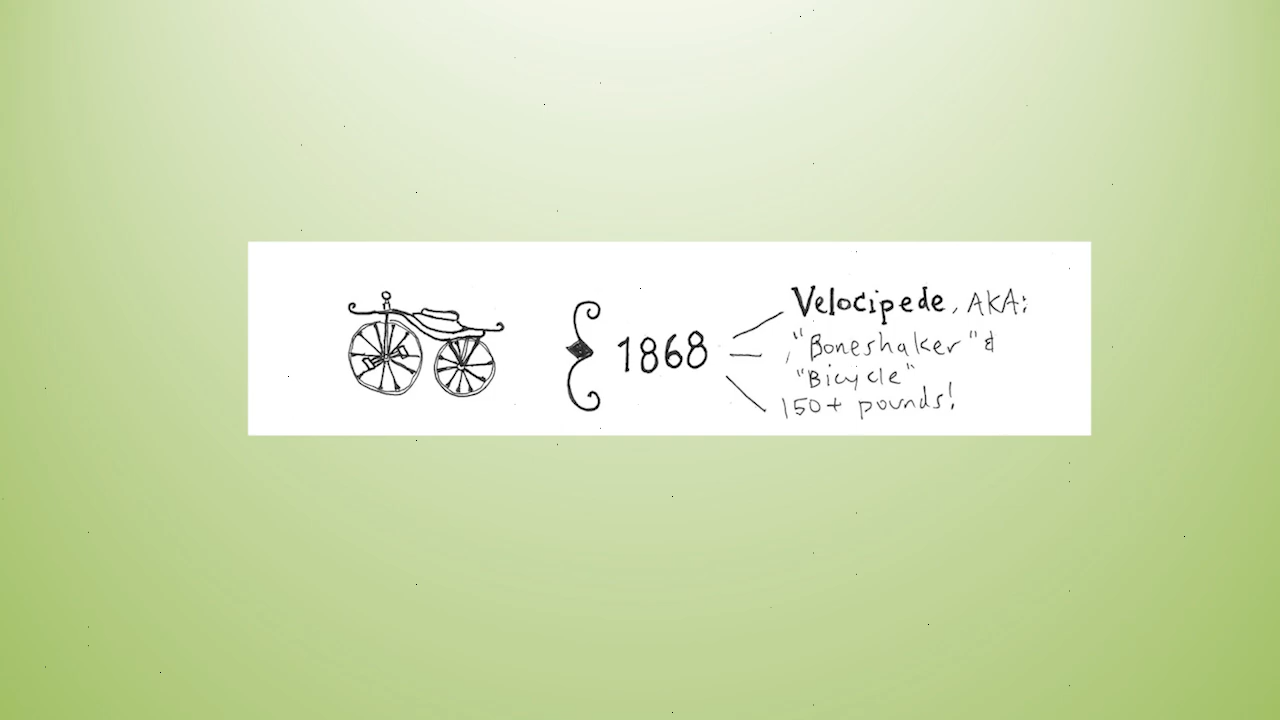 1868
Velocipede, AKA:
"Boneshaker" &
"Bicycle"
150+ pounds!